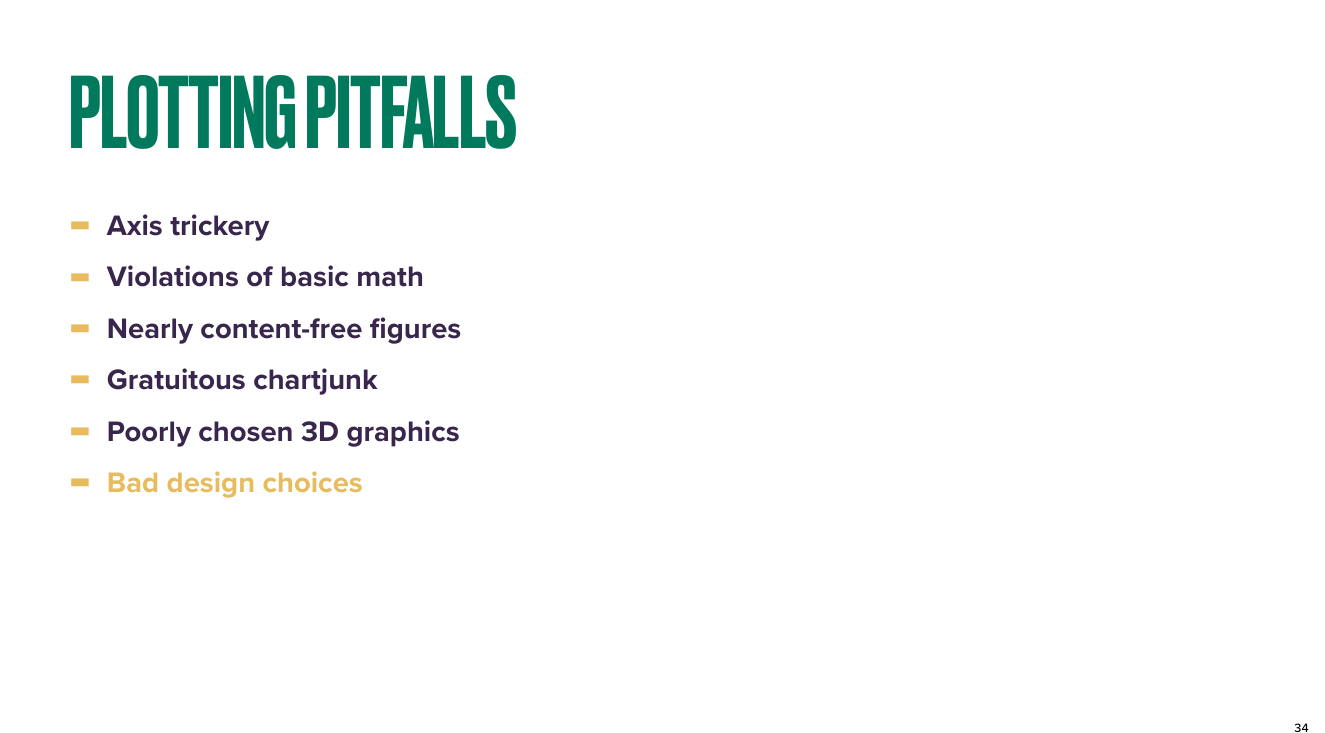 PLOTTING PITFALLS
Axis trickery
Violations of basic math
Nearly content-free figures
Gratuitous chartjunk
Poorly chosen 3D graphics
Bad design choices
34